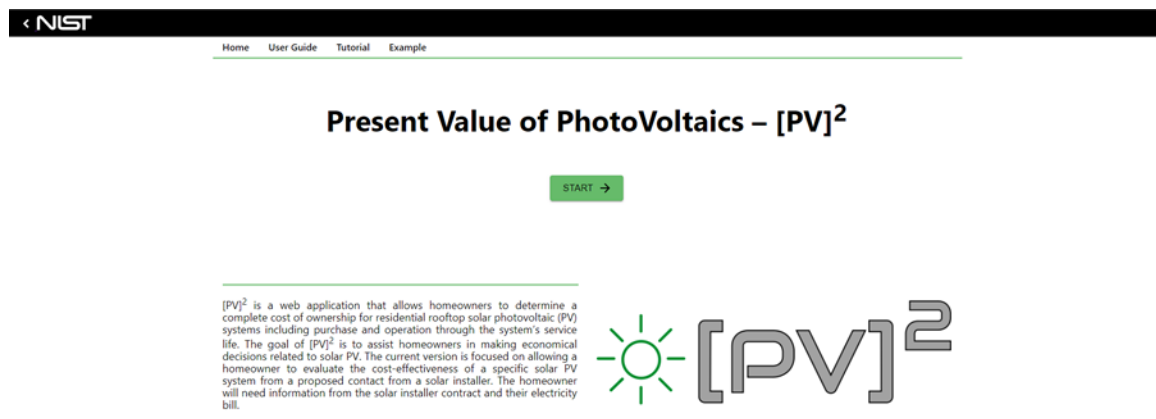 < NIST
Home User Guide Tutorial Example
Present Value of PhotoVoltaics – [PV]²
START →
[PV]² is a web application that allows homeowners to determine a
complete cost of ownership for residential rooftop solar photovoltaic (PV)
systems including purchase and operation through the system's service
life. The goal of [PV]² is to assist homeowners in making economical
decisions related to solar PV. The current version is focused on allowing a
homeowner to evaluate the cost-effectiveness of a specific solar PV
system from a proposed contact from a solar installer. The homeowner
will need information from the solar installer contract and their electricity
bill.
[PV]²